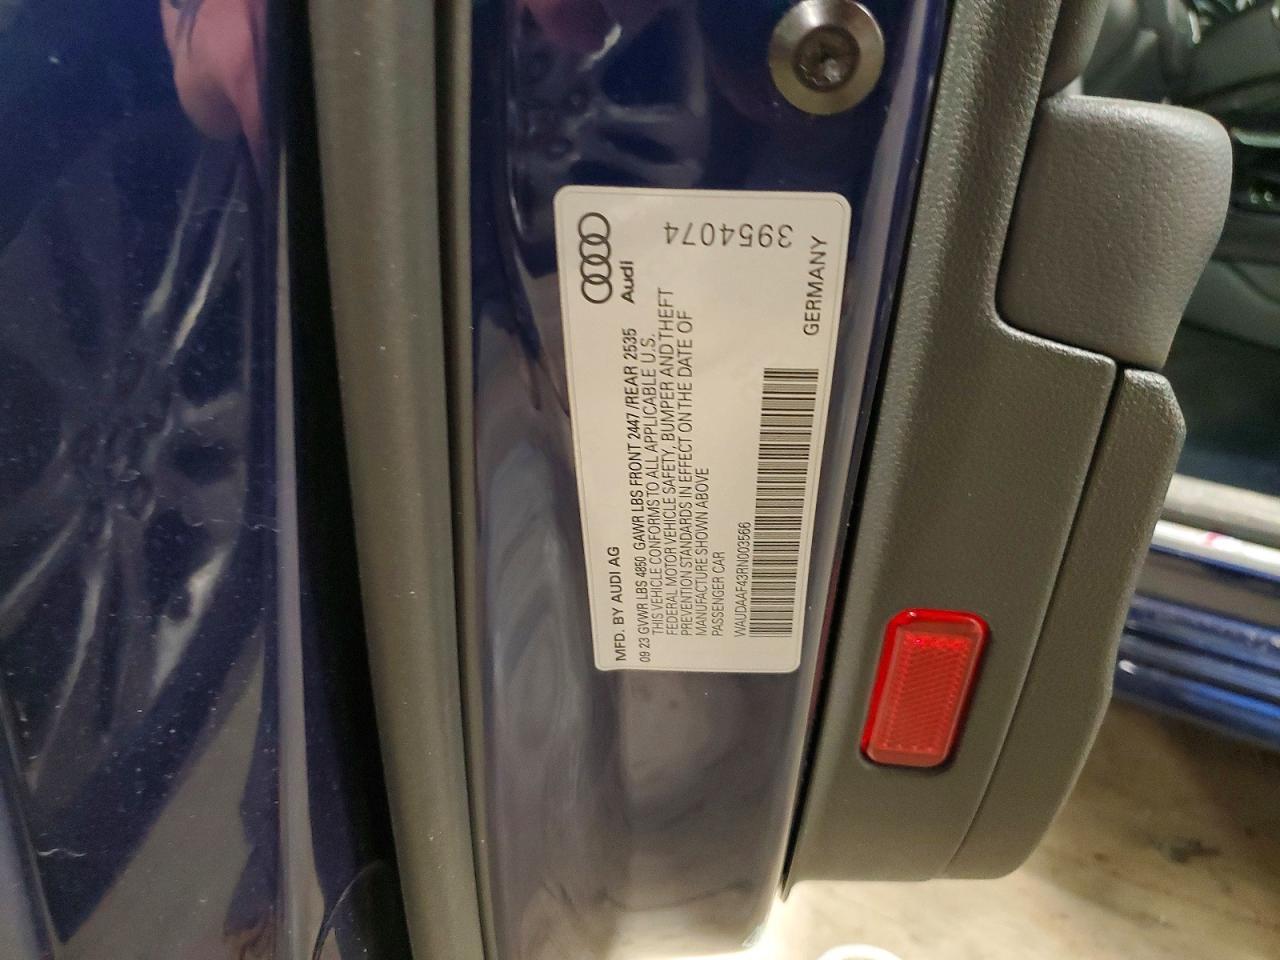 Audi
MFD. BY AUDI AG
09 23 GVWR LBS 4850 GAWR LBS FRONT 2447/REAR 2535
THIS VEHICLE CONFORMS TO ALL APPLICABLE U.S.
FEDERAL MOTOR VEHICLE SAFETY, BUMPER AND THEFT
PREVENTION STANDARDS IN EFFECT ON THE DATE OF
MANUFACTURE SHOWN ABOVE
PASSENGER CAR
WAUDAAF43RN003566
GERMANY
3954074